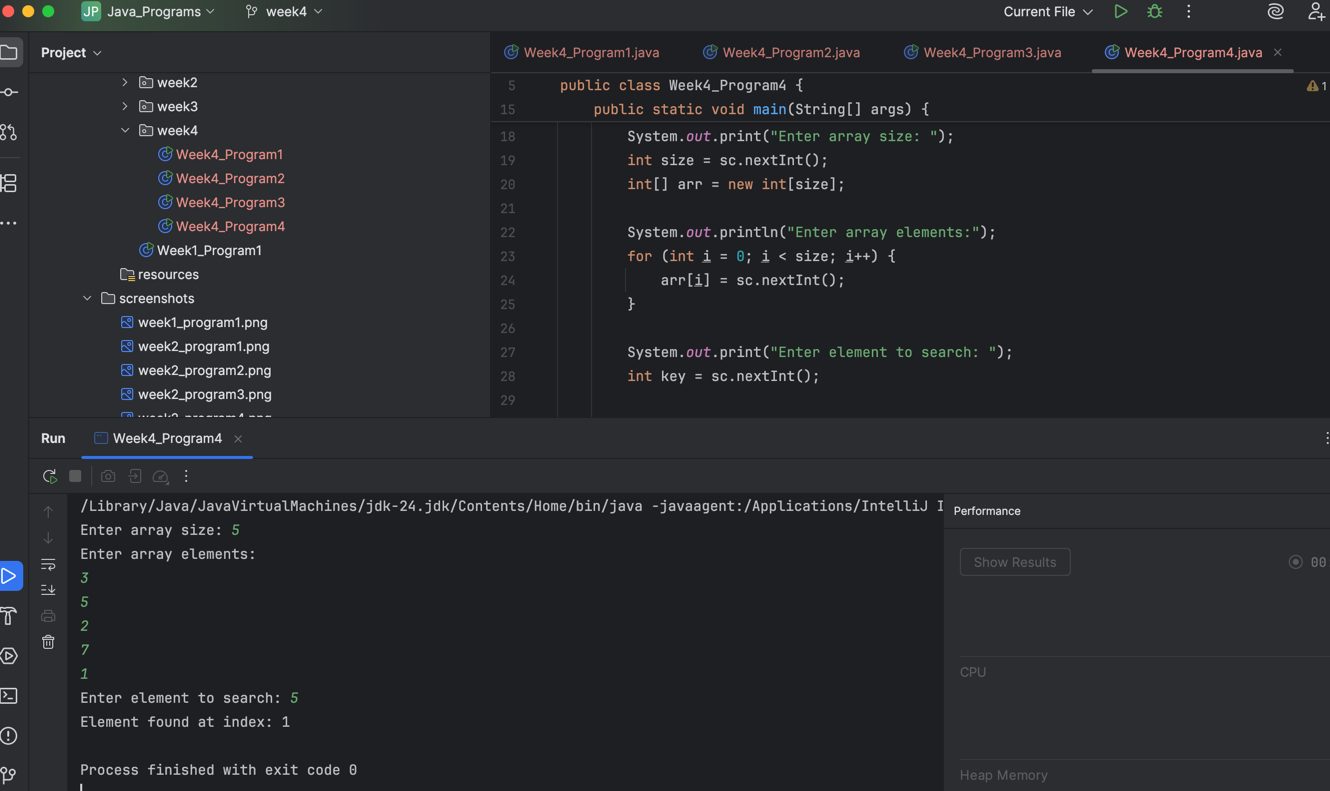 JP Java_Programs week4 Current File
Project
week2
week3
week4
Week4_Program1
Week4_Program2
Week4_Program3
Week4_Program4
Week1_Program1
resources
screenshots
week1_program1.png
week2_program1.png
week2_program2.png
week2_program3.png
Week4_Program1.java Week4_Program2.java Week4_Program3.java Week4_Program4.java
5 public class Week4_Program4 { 1
15 public static void main(String[] args) {
18 System.out.print("Enter array size: ");
19 int size = sc.nextInt();
20 int[] arr = new int[size];
21
22 System.out.println("Enter array elements:");
23 for (int i = 0; i < size; i++) {
24 arr[i] = sc.nextInt();
25 }
26
27 System.out.print("Enter element to search: ");
28 int key = sc.nextInt();
29
Run Week4_Program4
/Library/Java/JavaVirtualMachines/jdk-24.jdk/Contents/Home/bin/java -javaagent:/Applications/IntelliJ I
Enter array size: 5
Enter array elements:
3
5
2
7
1
Enter element to search: 5
Element found at index: 1
Process finished with exit code 0
Performance
Show Results 00
CPU
Heap Memory